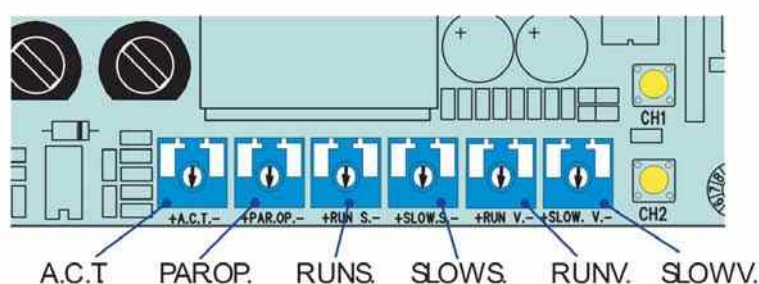 + +
CH1
+A.C.T.- +PAR.OP.- +RUN S.- +SLOW.S.- +RUN V.- +SLOW. V.- CH2
A.C.T. PAR.OP. RUNS. SLOWS. RUNV. SLOWV.